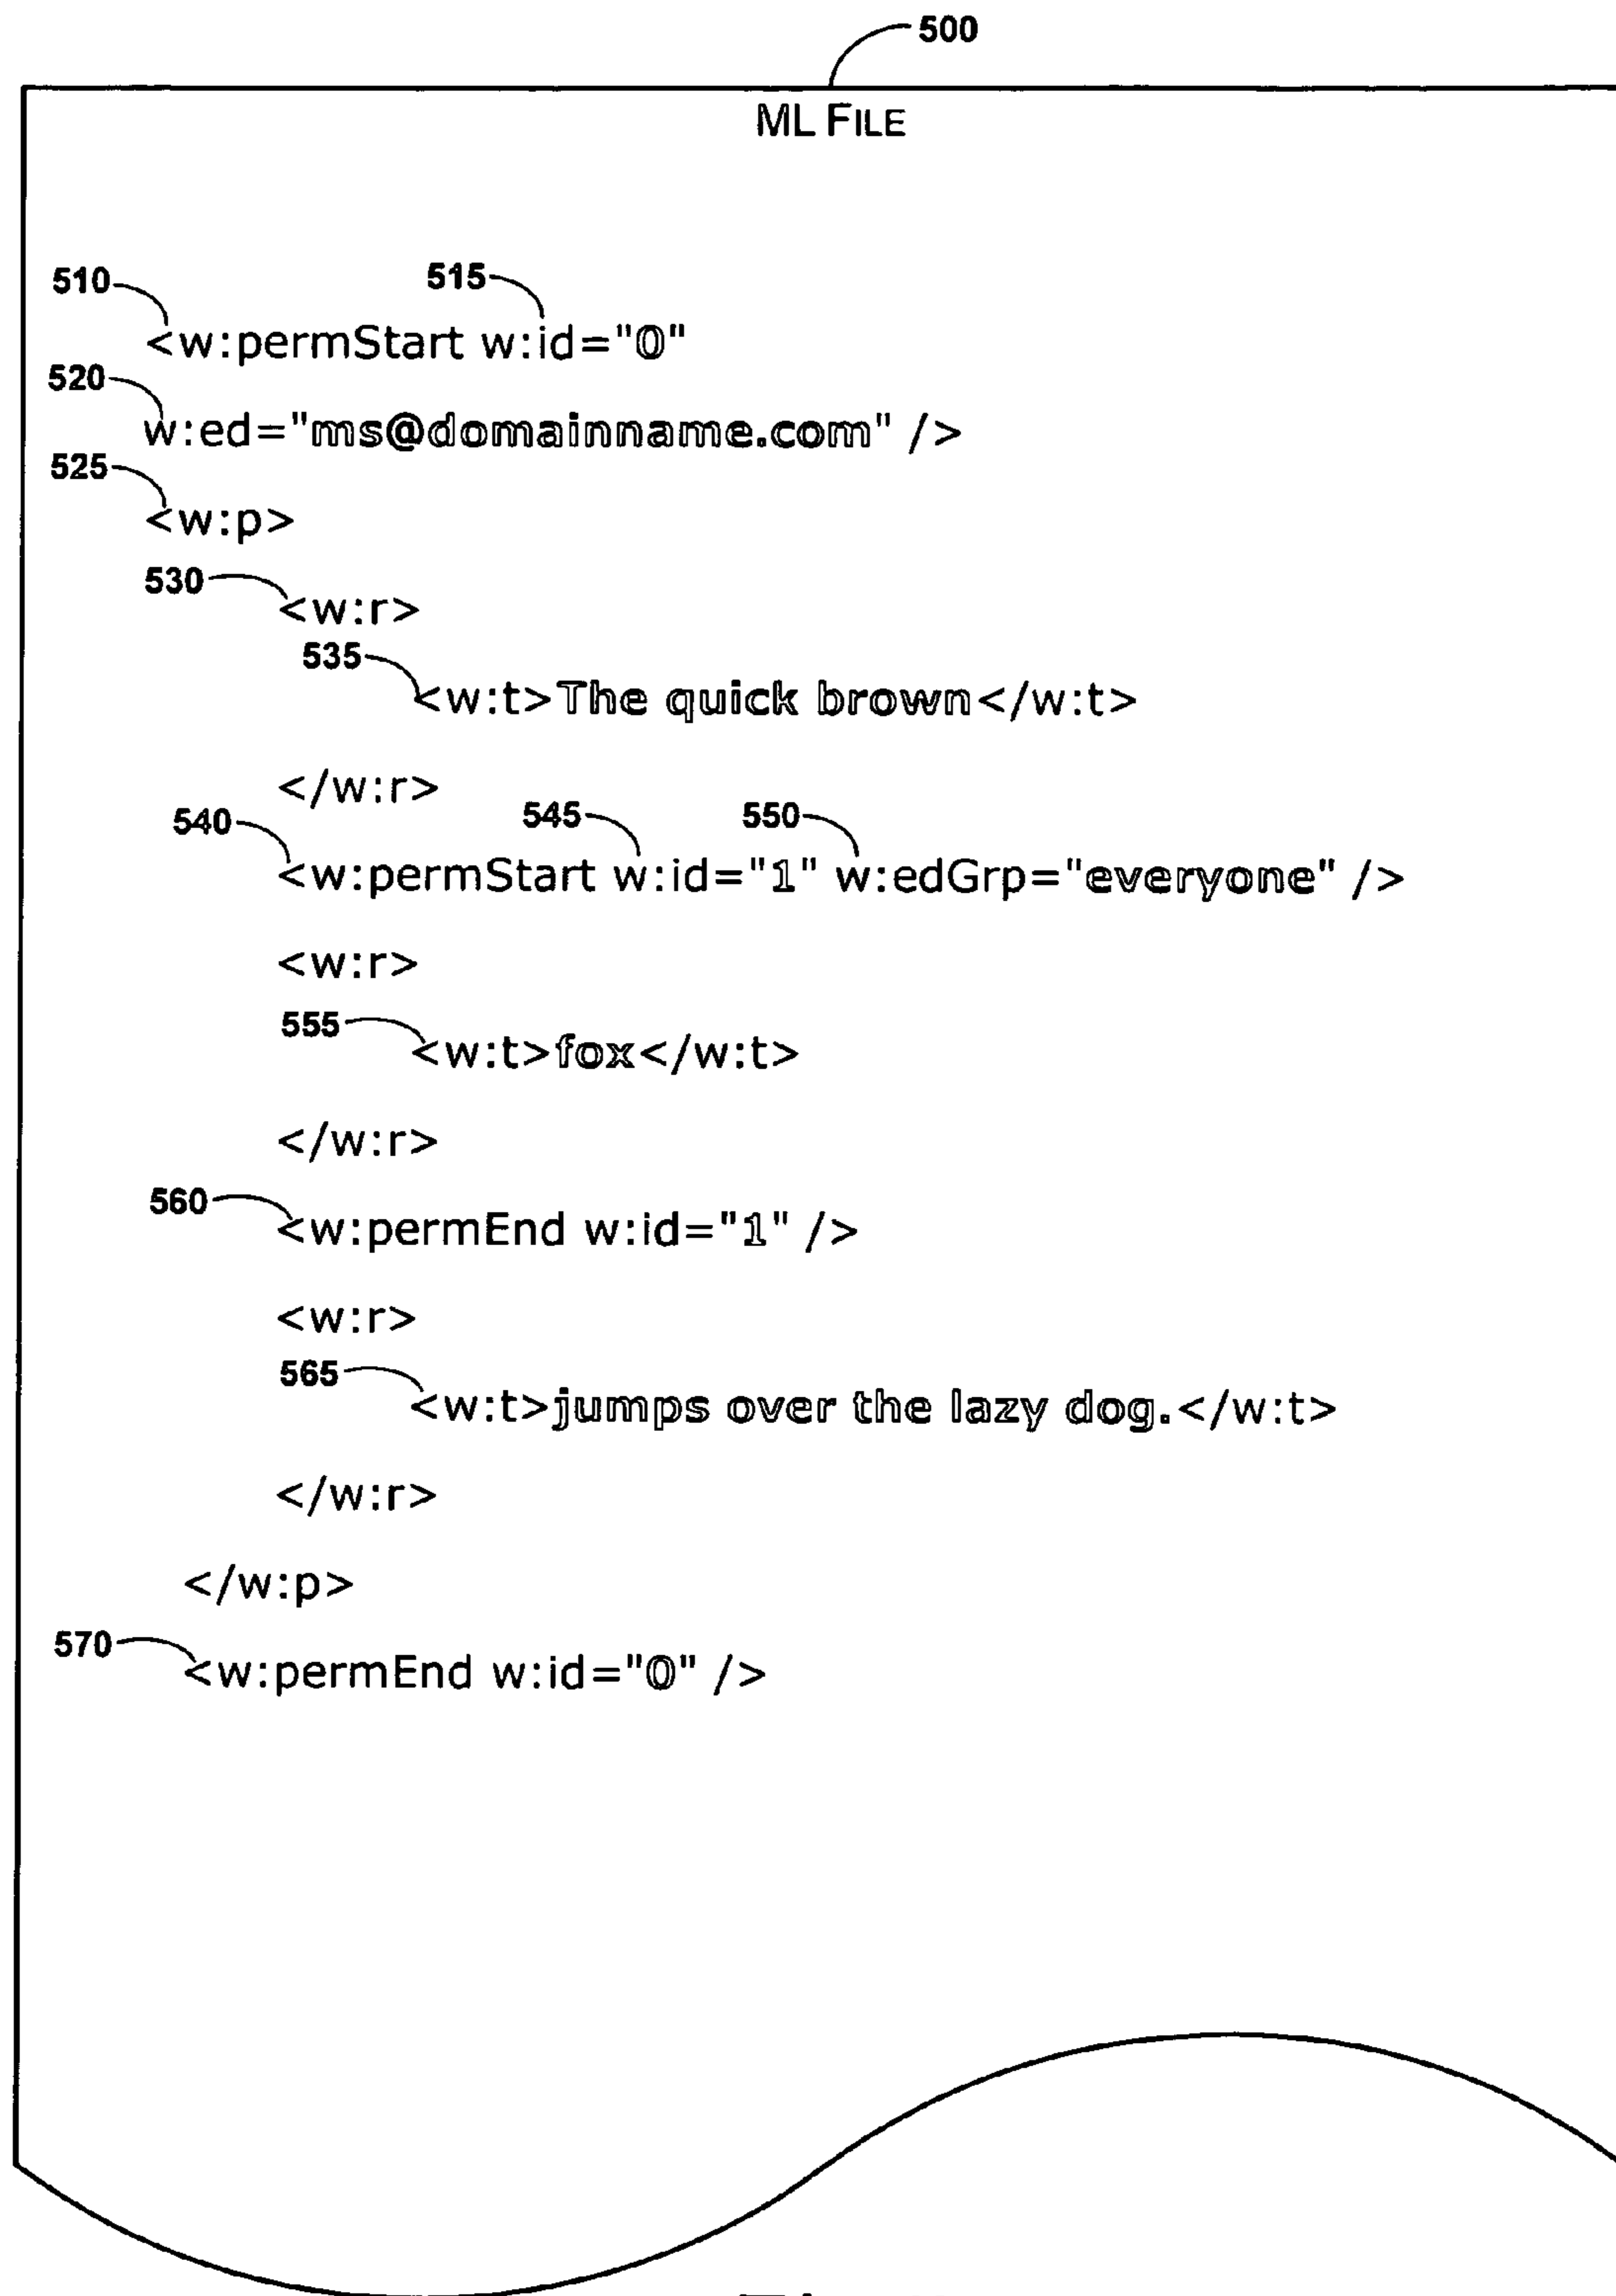 500
ML FILE
510 515
<w:permStart w:id="0"
520
w:ed="ms@domainname.com" />
525
<w:p>
530
<w:r>
535
<w:t>The quick brown</w:t>
</w:r>
540 545 550
<w:permStart w:id="1" w:edGrp="everyone" />
<w:r>
555
<w:t>fox</w:t>
</w:r>
560
<w:permEnd w:id="1" />
<w:r>
565
<w:t>jumps over the lazy dog.</w:t>
</w:r>
</w:p>
570
<w:permEnd w:id="0" />